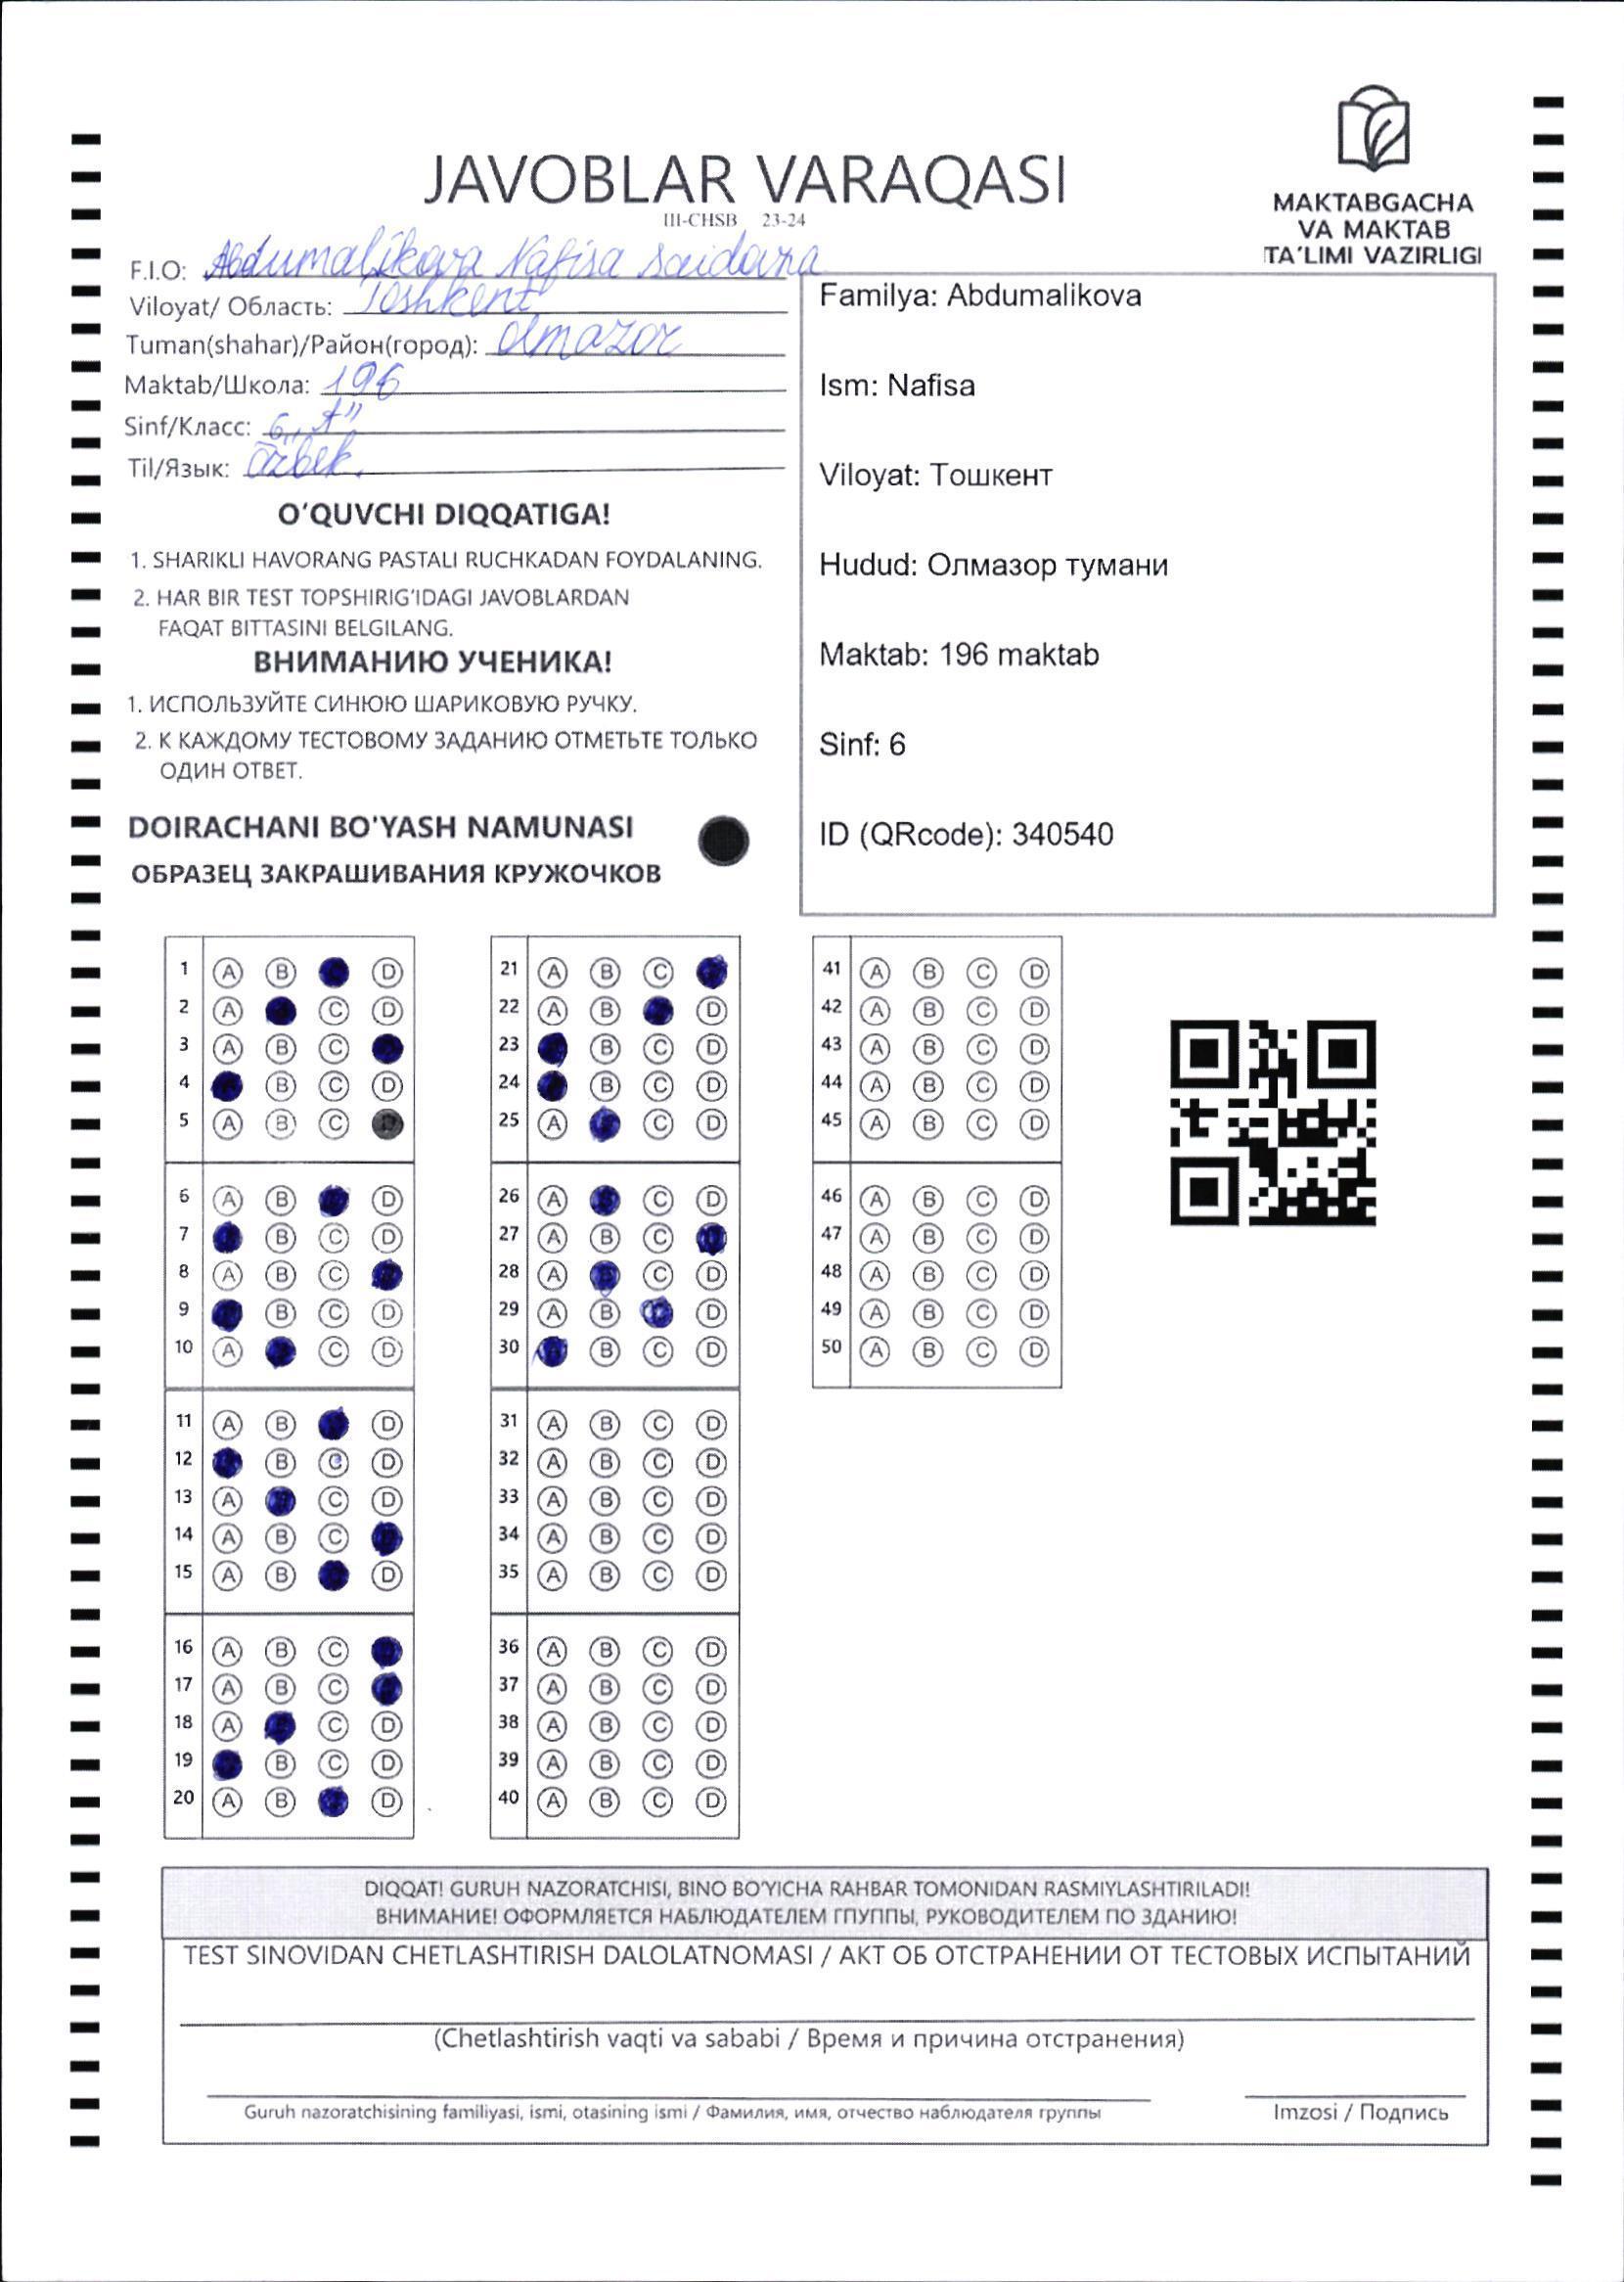 JAVOBLAR VARAQASI
III-CHSB 23-24
MAKTABGACHA
VA MAKTAB
TA'LIMI VAZIRLIGI
F.I.O: Abdumalikova Nafisa Saidovna
Viloyat/ Область: Toshkent
Tuman(shahar)/Район(город): Olmazor
Maktab/Школа: 196
Sinf/Класс: 6 „A"
Til/Язык: O'zbek.
O'QUVCHI DIQQATIGA!
1. SHARIKLI HAVORANG PASTALI RUCHKADAN FOYDALANING.
2. HAR BIR TEST TOPSHIRIG'IDAGI JAVOBLARDAN
FAQAT BITTASINI BELGILANG.
ВНИМАНИЮ УЧЕНИКА!
1. ИСПОЛЬЗУЙТЕ СИНЮЮ ШАРИКОВУЮ РУЧКУ.
2. К КАЖДОМУ ТЕСТОВОМУ ЗАДАНИЮ ОТМЕТЬТЕ ТОЛЬКО
ОДИН ОТВЕТ.
DOIRACHANI BO'YASH NAMUNASI
ОБРАЗЕЦ ЗАКРАШИВАНИЯ КРУЖОЧКОВ
Familya: Abdumalikova
Ism: Nafisa
Viloyat: Тошкент
Hudud: Олмазор тумани
Maktab: 196 maktab
Sinf: 6
ID (QRcode): 340540
1 A B D
2 A C D
3 A B C
4 B C D
5 A B C D
6 A B D
7 B C D
8 A B C
9 B C D
10 A C D
11 A B D
12 B C D
13 A C D
14 A B C
15 A B D
16 A B C
17 A B C
18 A C D
19 B C D
20 A B D
21 A B C
22 A B D
23 B C D
24 B C D
25 A C D
26 A C D
27 A B C
28 A B C D
29 A B D
30 B C D
31 A B C D
32 A B C D
33 A B C D
34 A B C D
35 A B C D
36 A B C D
37 A B C D
38 A B C D
39 A B C D
40 A B C D
41 A B C D
42 A B C D
43 A B C D
44 A B C D
45 A B C D
46 A B C D
47 A B C D
48 A B C D
49 A B C D
50 A B C D
DIQQAT! GURUH NAZORATCHISI, BINO BO'YICHA RAHBAR TOMONIDAN RASMIYLASHTIRILADI!
ВНИМАНИЕ! ОФОРМЛЯЕТСЯ НАБЛЮДАТЕЛЕМ ГПУППЫ, РУКОВОДИТЕЛЕМ ПО ЗДАНИЮ!
TEST SINOVIDAN CHETLASHTIRISH DALOLATNOMASI / АКТ ОБ ОТСТРАНЕНИИ ОТ ТЕСТОВЫХ ИСПЫТАНИЙ
(Chetlashtirish vaqti va sababi / Время и причина отстранения)
Guruh nazoratchisining familiyasi, ismi, otasining ismi / Фамилия, имя, отчество наблюдателя группы
Imzosi / Подпись